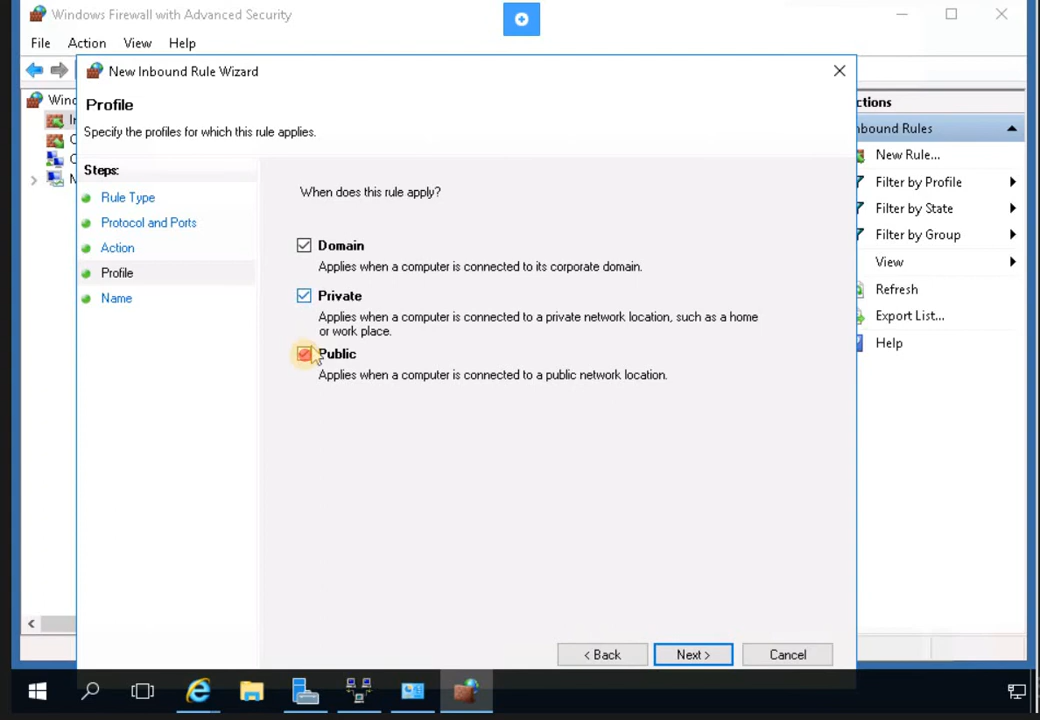 Windows Firewall with Advanced Security
File Action View Help
New Inbound Rule Wizard
Profile
Specify the profiles for which this rule applies.
Steps:
Rule Type
Protocol and Ports
Action
Profile
Name
When does this rule apply?
Domain
Applies when a computer is connected to its corporate domain.
Private
Applies when a computer is connected to a private network location, such as a home
or work place.
Public
Applies when a computer is connected to a public network location.
< Back Next > Cancel
Wind
ctions
bound Rules
New Rule...
Filter by Profile
Filter by State
Filter by Group
View
Refresh
Export List...
Help